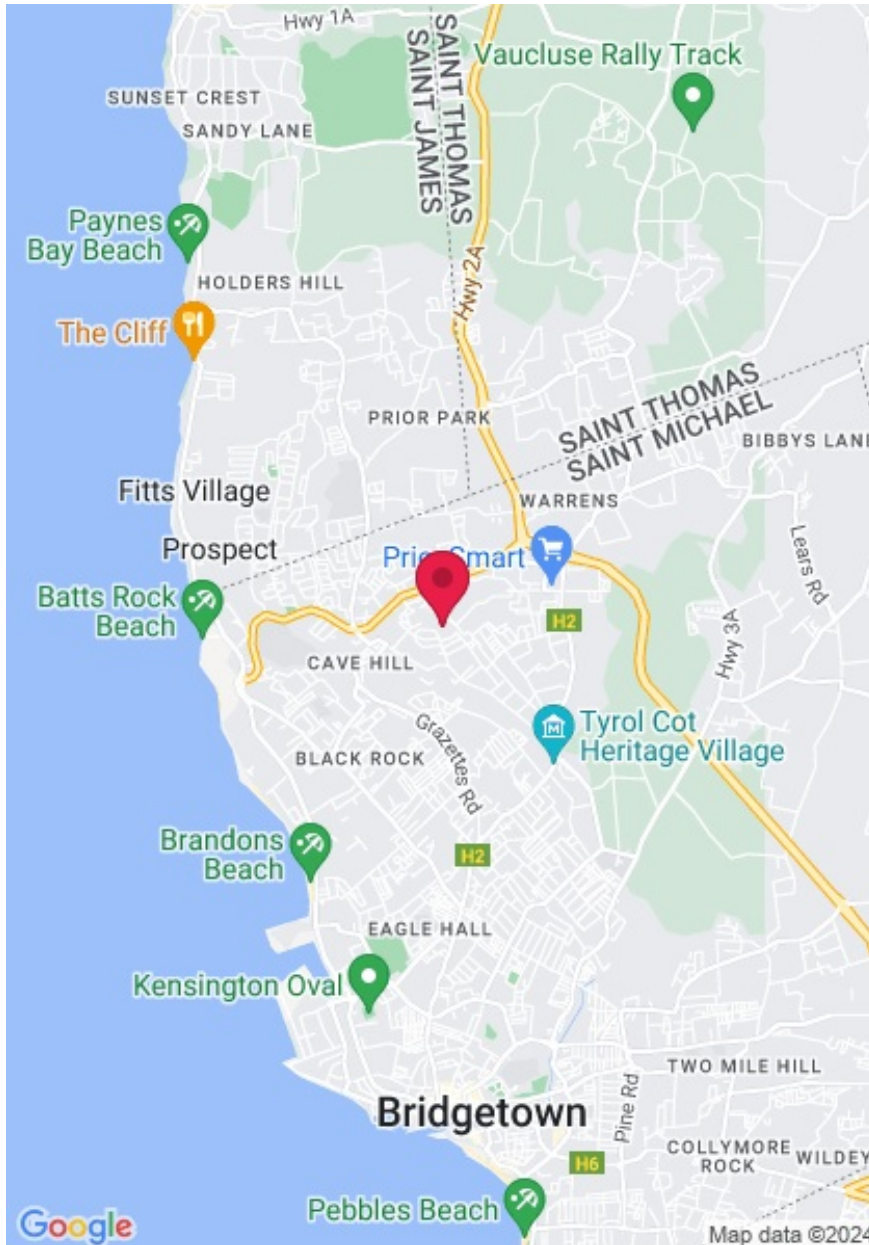 Hwy 1A
Vaucluse Rally Track
SUNSET CREST
SANDY LANE
SAINT THOMAS
SAINT JAMES
Paynes
Bay Beach
HOLDERS HILL
Hwy 2A
The Cliff
PRIOR PARK
SAINT THOMAS
SAINT MICHAEL
BIBBYS LANE
Fitts Village
WARRENS
Prospect
Lears Rd
Batts Rock
Beach
H2
Hwy 3A
CAVE HILL
Grazettes Rd
Tyrol Cot
Heritage Village
BLACK ROCK
Brandons
Beach
H2
EAGLE HALL
Kensington Oval
TWO MILE HILL
Bridgetown
Pine Rd
COLLYMORE
ROCK
WILDEY
H6
Pebbles Beach
Google
Map data ©2024